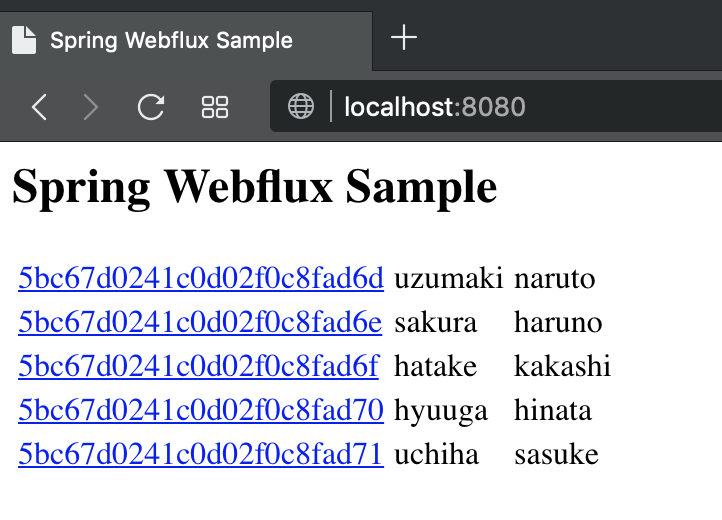 Spring Webflux Sample
localhost:8080
Spring Webflux Sample
5bc67d0241c0d02f0c8fad6d uzumaki naruto
5bc67d0241c0d02f0c8fad6e sakura haruno
5bc67d0241c0d02f0c8fad6f hatake kakashi
5bc67d0241c0d02f0c8fad70 hyuuga hinata
5bc67d0241c0d02f0c8fad71 uchiha sasuke